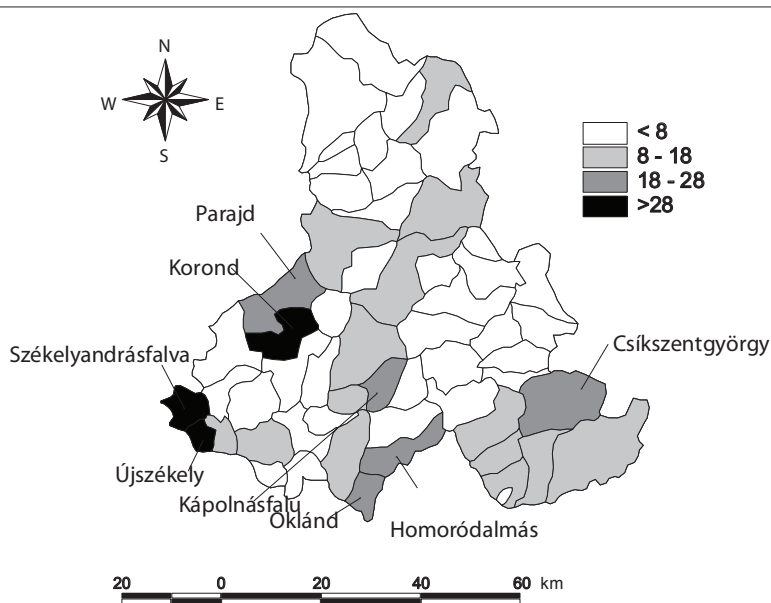 N
W E
S
< 8
8 - 18
18 - 28
>28
Parajd
Korond
Székelyandrásfalva
Csíkszentgyörgy
Újszékely
Kápolnásfalu
Oklánd
Homoródalmás
20 0 20 40 60 km